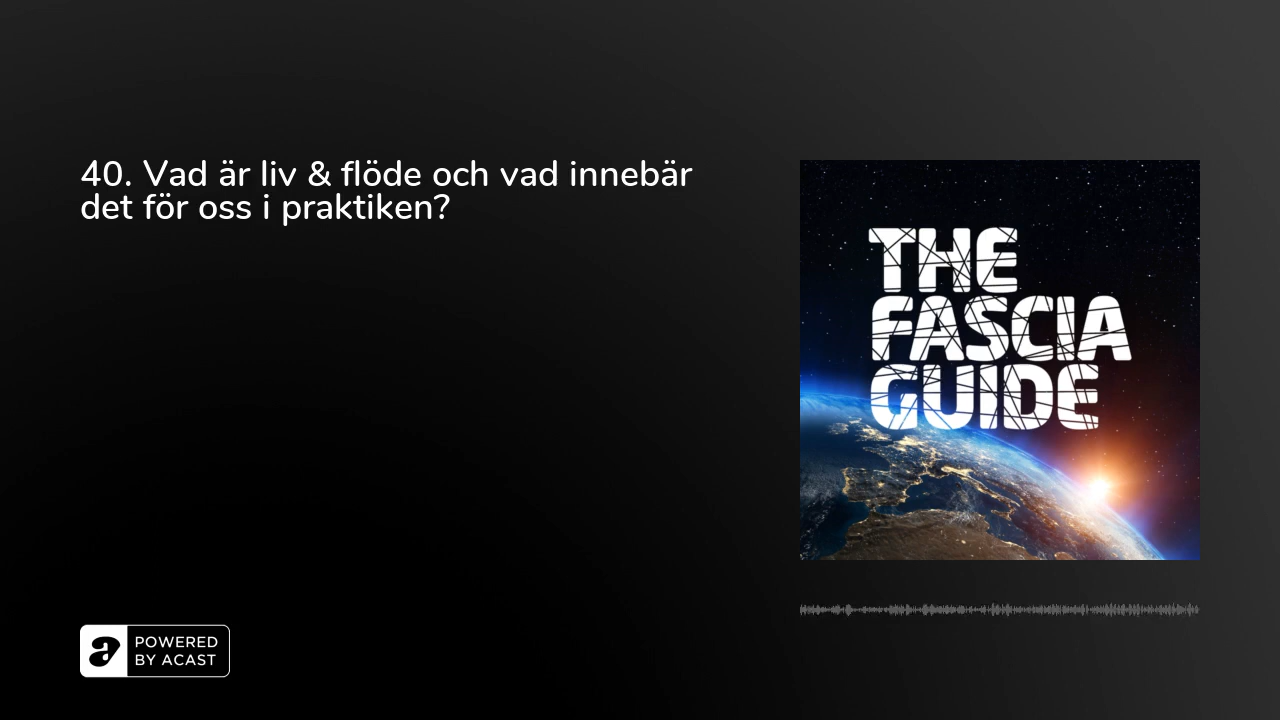 40. Vad är liv & flöde och vad innebär
det för oss i praktiken?
THE
FASCIA
GUIDE
a POWERED
BY ACAST